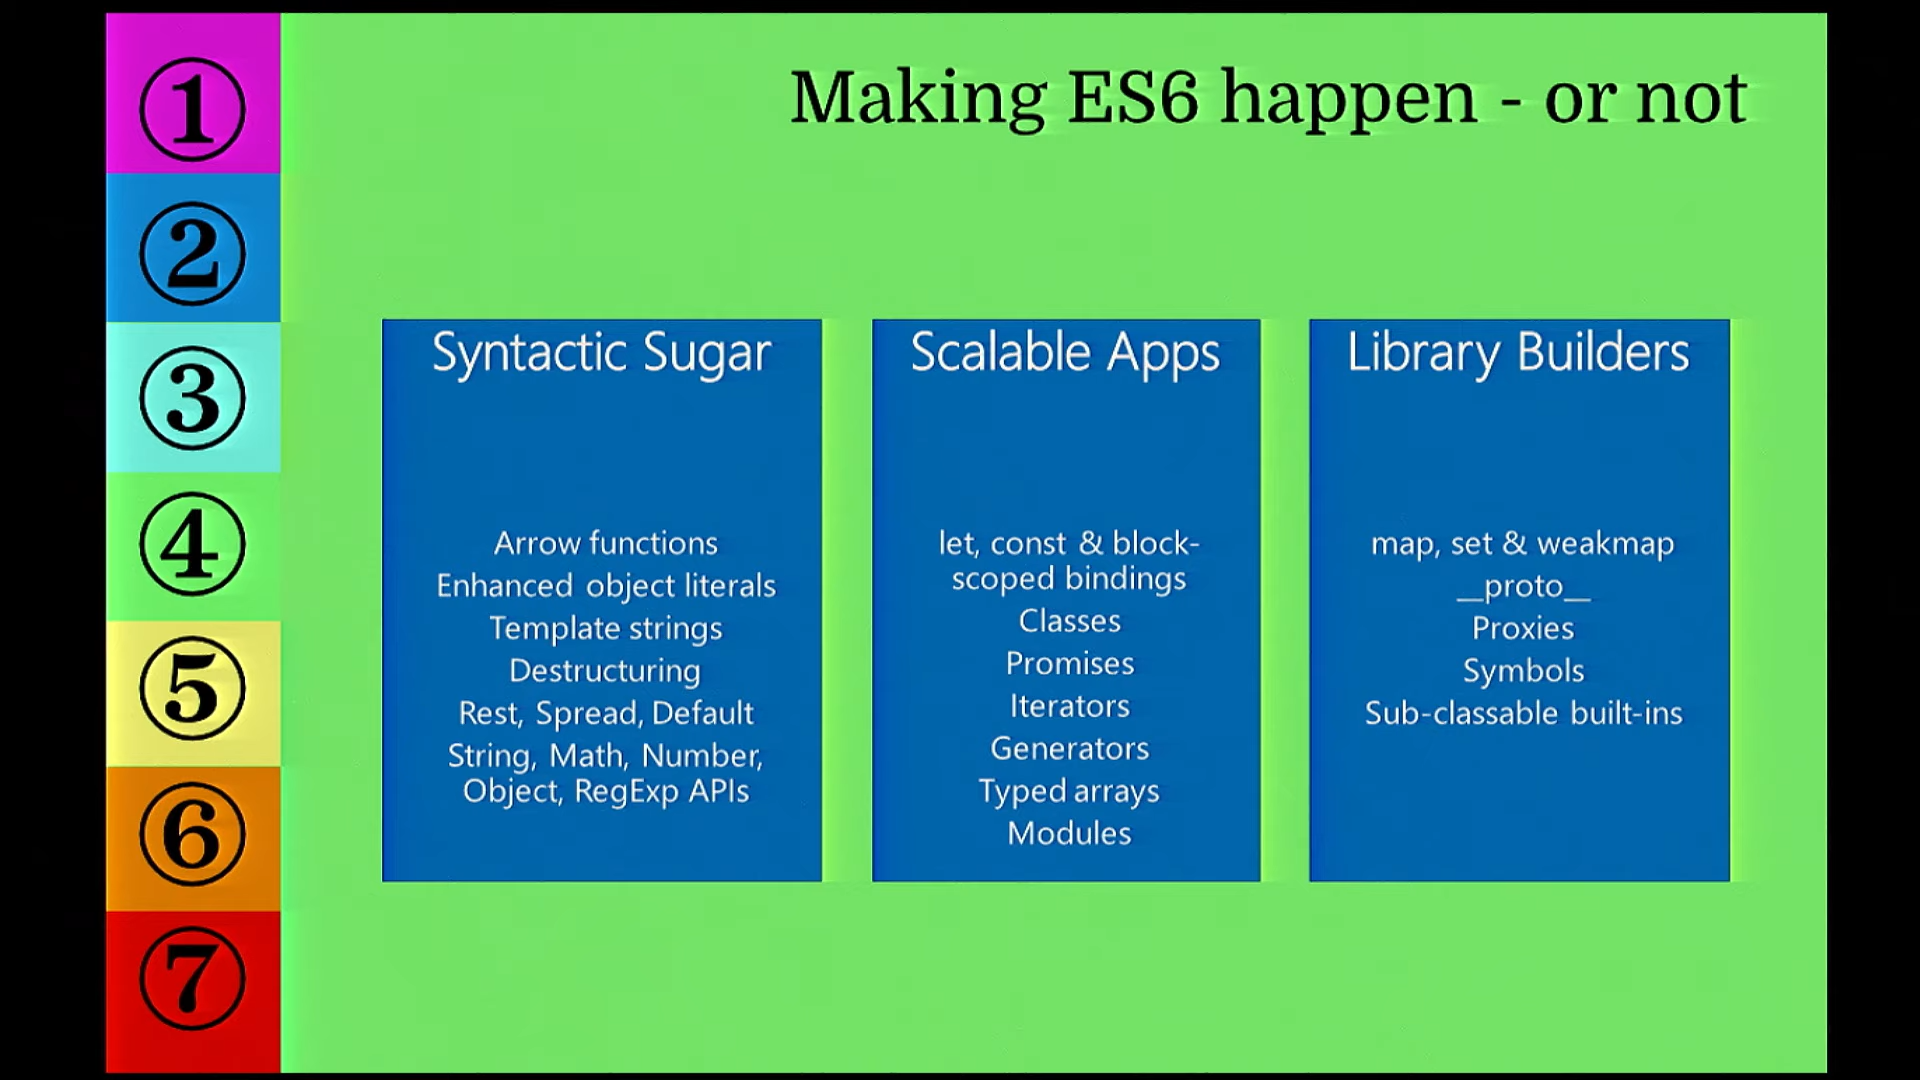 Making ES6 happen - or not
①
②
③
④
⑤
⑥
⑦
Syntactic Sugar
Arrow functions
Enhanced object literals
Template strings
Destructuring
Rest, Spread, Default
String, Math, Number,
Object, RegExp APIs
Scalable Apps
let, const & block-
scoped bindings
Classes
Promises
Iterators
Generators
Typed arrays
Modules
Library Builders
map, set & weakmap
__proto__
Proxies
Symbols
Sub-classable built-ins